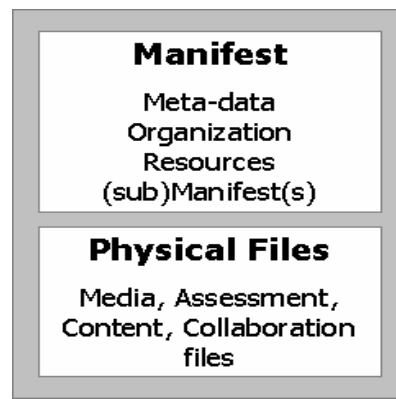 Manifest
Meta-data
Organization
Resources
(sub)Manifest(s)
Physical Files
Media, Assessment,
Content, Collaboration
files